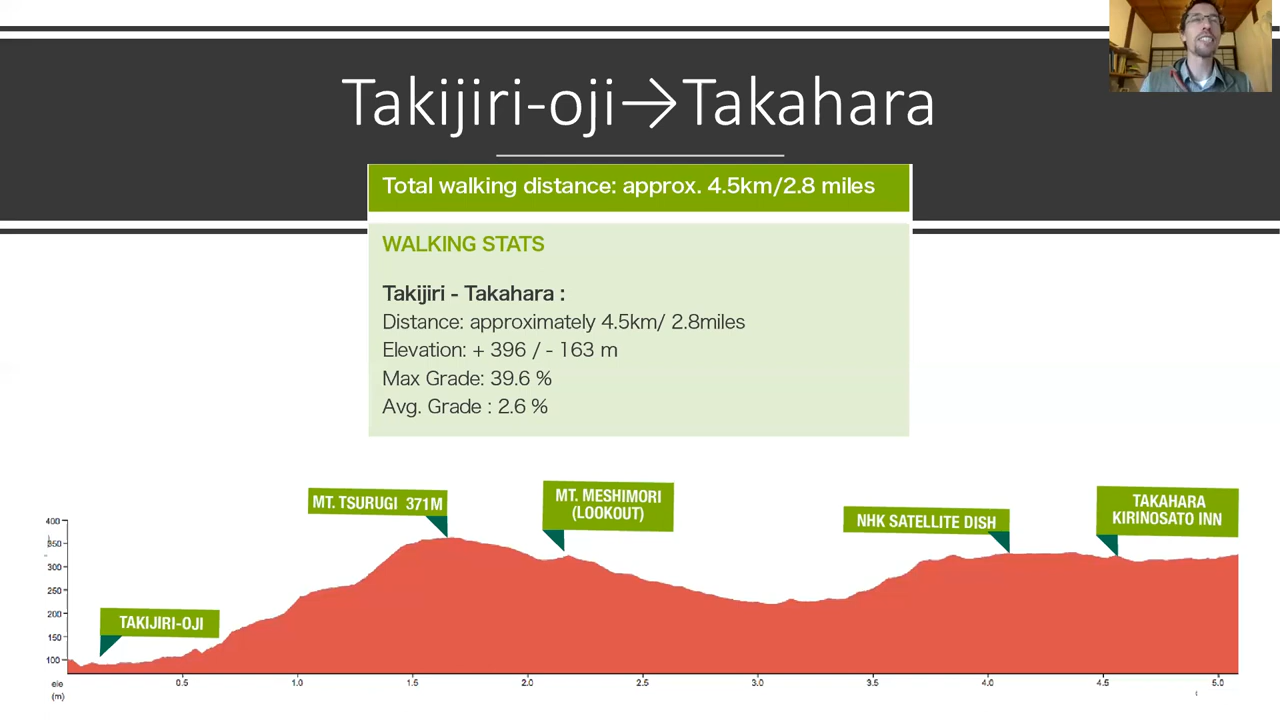 Takijiri-oji→Takahara
Total walking distance: approx. 4.5km/2.8 miles
WALKING STATS
Takijiri - Takahara :
Distance: approximately 4.5km/ 2.8miles
Elevation: + 396 / - 163 m
Max Grade: 39.6 %
Avg. Grade : 2.6 %
MT. TSURUGI 371M
MT. MESHIMORI
(LOOKOUT)
NHK SATELLITE DISH
TAKAHARA
KIRINOSATO INN
TAKIJIRI-OJI
400
350
300
250
200
150
100
ele
(m)
0.5 1.0 1.5 2.0 2.5 3.0 3.5 4.0 4.5 5.0